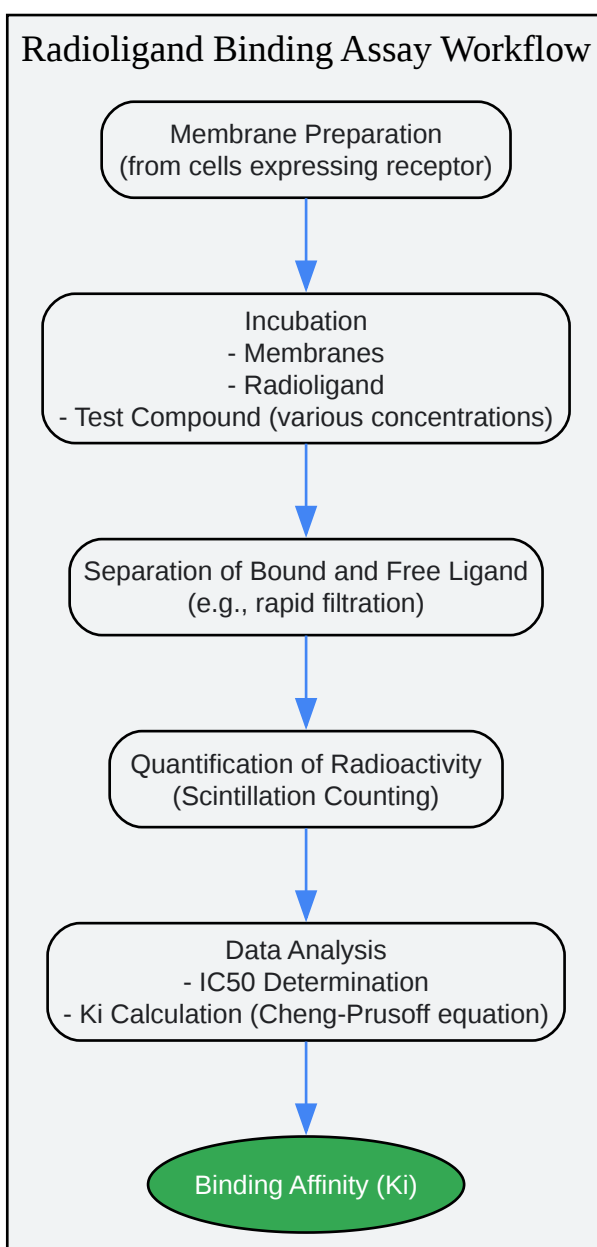 Radioligand Binding Assay Workflow
Membrane Preparation
(from cells expressing receptor)
Incubation
- Membranes
- Radioligand
- Test Compound (various concentrations)
Separation of Bound and Free Ligand
(e.g., rapid filtration)
Quantification of Radioactivity
(Scintillation Counting)
Data Analysis
- IC50 Determination
- Ki Calculation (Cheng-Prusoff equation)
Binding Affinity (Ki)